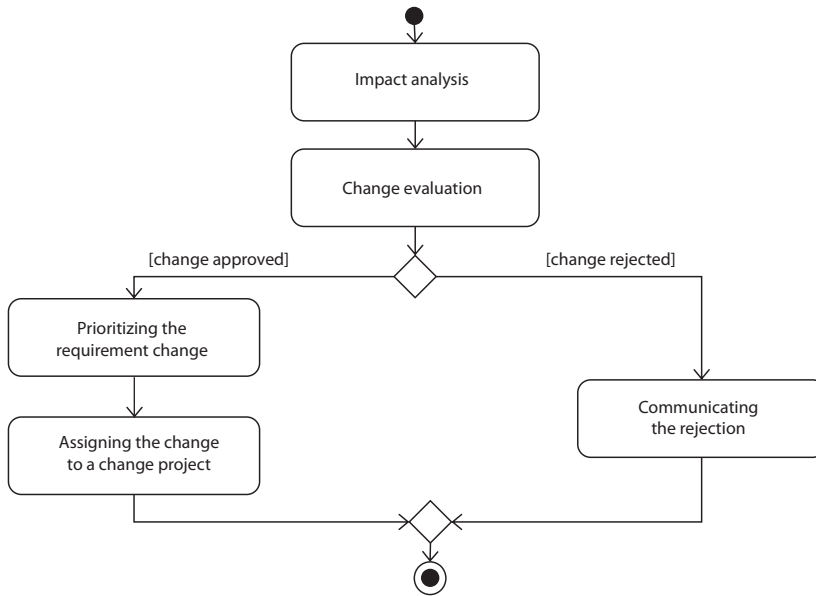 Impact analysis
Change evaluation
[change approved]
[change rejected]
Prioritizing the
requirement change
Communicating
the rejection
Assigning the change
to a change project